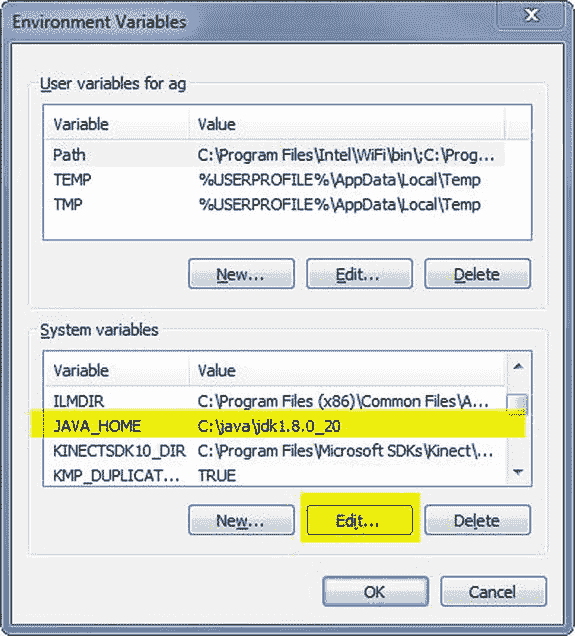 Environment Variables
User variables for ag
Variable Value
Path C:\Program Files\Intel\WiFi\bin\;C:\Prog...
TEMP %USERPROFILE%\AppData\Local\Temp
TMP %USERPROFILE%\AppData\Local\Temp
New... Edit... Delete
System variables
Variable Value
ILMDIR C:\Program Files (x86)\Common Files\A...
JAVA_HOME C:\java\jdk1.8.0_20
KINECTSDK10_DIR C:\Program Files\Microsoft SDKs\Kinect\...
KMP_DUPLICAT... TRUE
New... Edit... Delete
OK Cancel